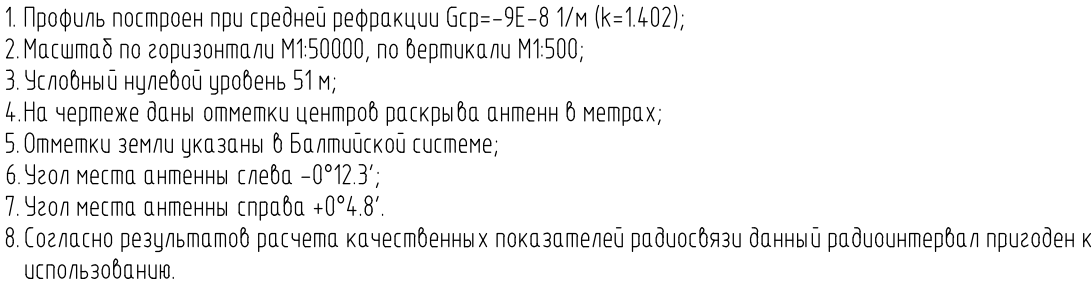 1. Профиль построен при средней рефракции Gср=-9E-8 1/м (k=1.402);
2. Масштаб по горизонтали М1:50000, по вертикали М1:500;
3. Условный нулевой уровень 51 м;
4. На чертеже даны отметки центров раскрыва антенн в метрах;
5. Отметки земли указаны в Балтийской системе;
6. Угол места антенны слева -0°12.3′;
7. Угол места антенны справа +0°4.8′.
8. Согласно результатов расчета качественных показателей радиосвязи данный радиоинтервал пригоден к
использованию.